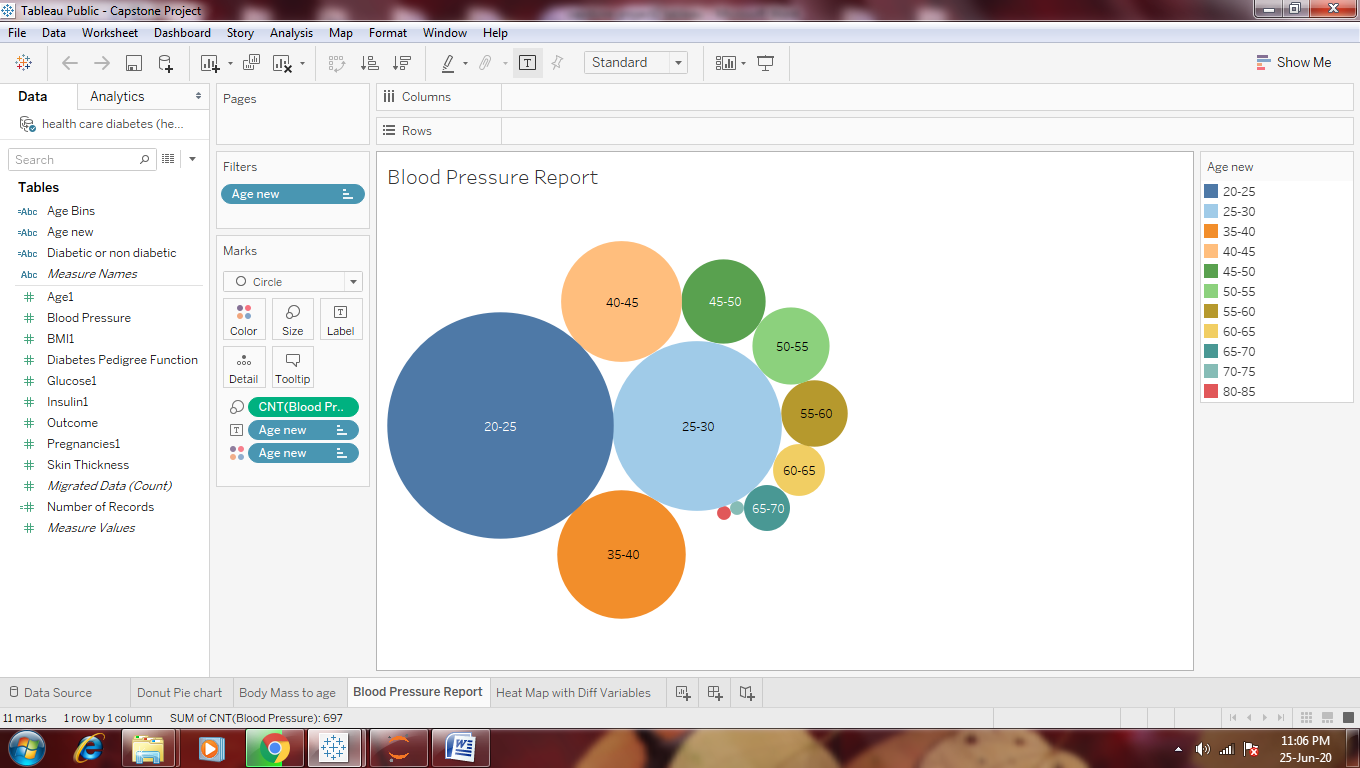 Tableau Public - Capstone Project
File Data Worksheet Dashboard Story Analysis Map Format Window Help
Standard
Show Me
Data Analytics
health care diabetes (he...
Search
Tables
=Abc Age Bins
=Abc Age new
=Abc Diabetic or non diabetic
Abc Measure Names
# Age1
# Blood Pressure
# BMI1
# Diabetes Pedigree Function
# Glucose1
# Insulin1
# Outcome
# Pregnancies1
# Skin Thickness
# Migrated Data (Count)
=# Number of Records
# Measure Values
Pages
Filters
Age new
Marks
Circle
Color Size Label
Detail Tooltip
CNT(Blood Pr..
Age new
Age new
Columns
Rows
Blood Pressure Report
40-45
45-50
50-55
55-60
20-25
25-30
60-65
65-70
35-40
Age new
20-25
25-30
35-40
40-45
45-50
50-55
55-60
60-65
65-70
70-75
80-85
Data Source Donut Pie chart Body Mass to age Blood Pressure Report Heat Map with Diff Variables
11 marks 1 row by 1 column SUM of CNT(Blood Pressure): 697
11:06 PM
25-Jun-20